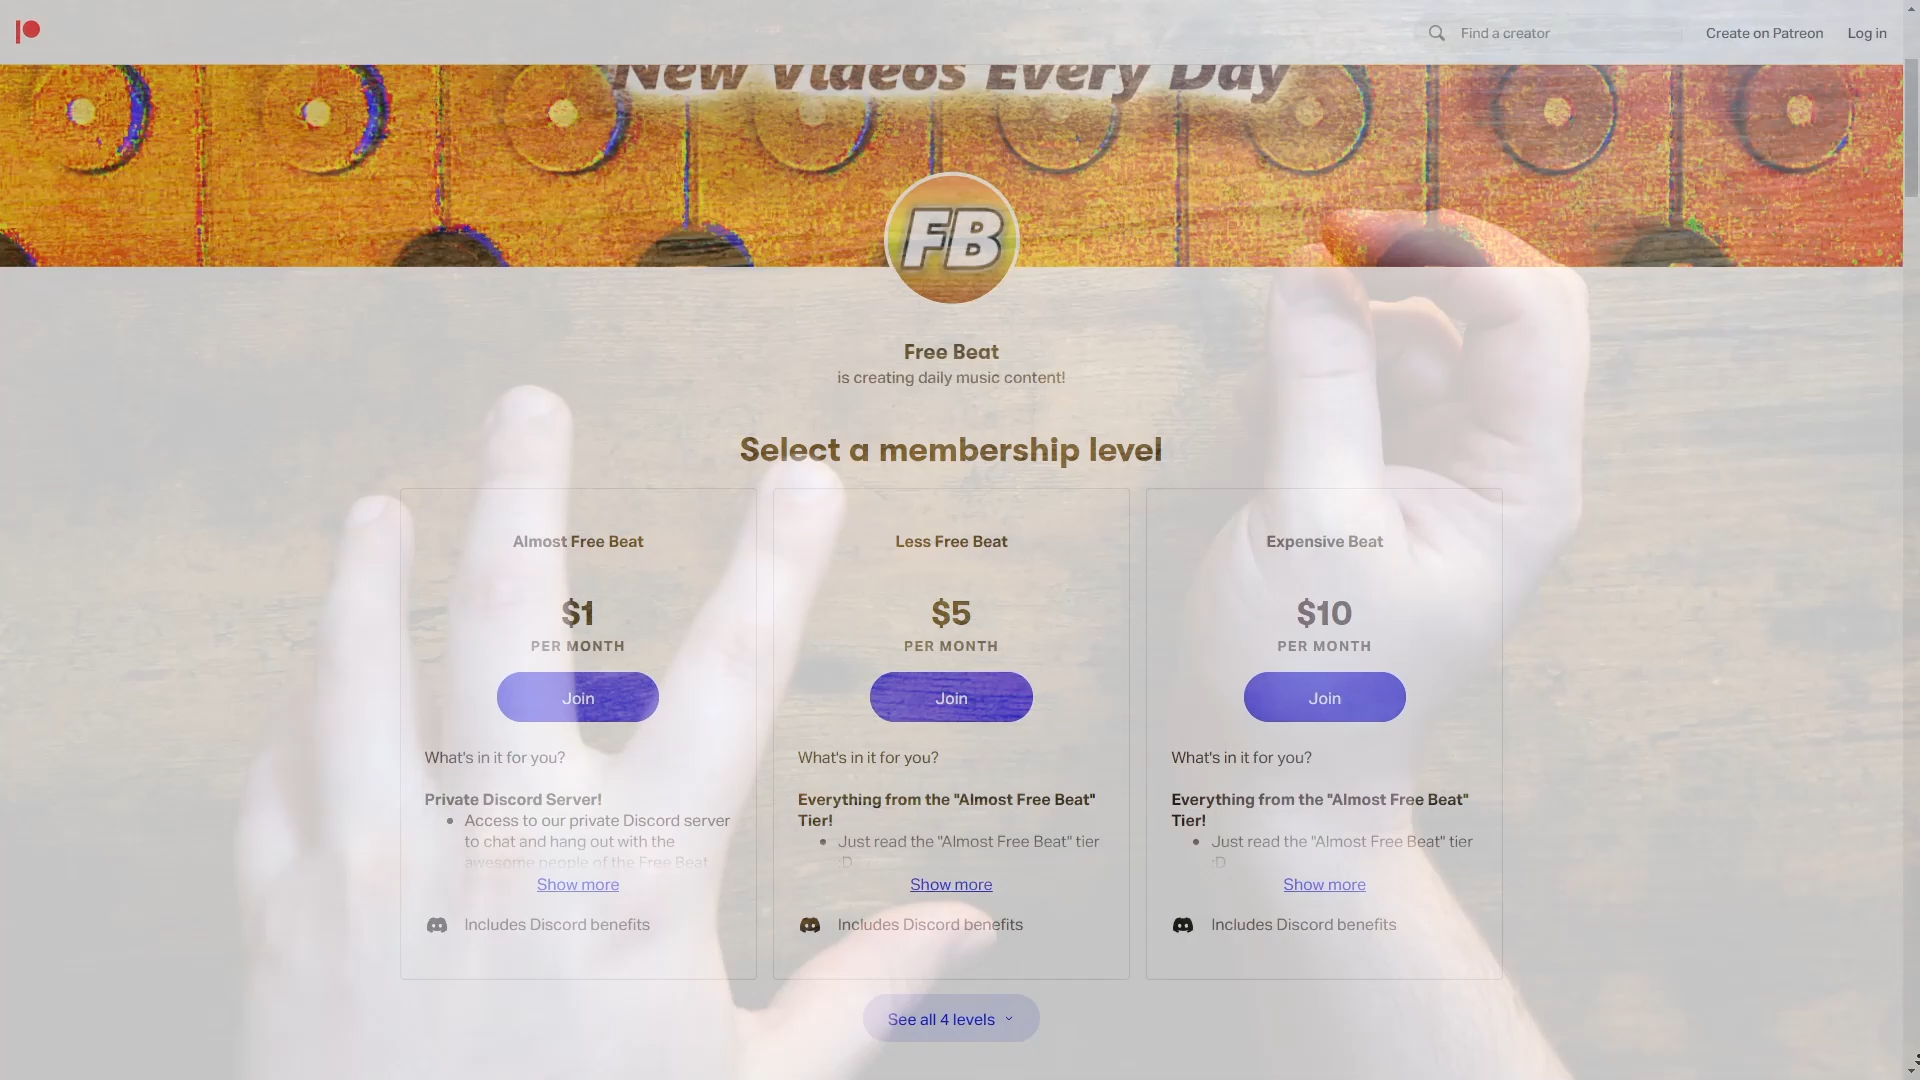 Find a creator
Create on Patreon
Log in
New Videos Every Day
FB
Free Beat
is creating daily music content!
Select a membership level
Almost Free Beat
$1
PER MONTH
Join
What's in it for you?
Private Discord Server!
Access to our private Discord server
to chat and hang out with the
awesome people of the Free Beat
Show more
Includes Discord benefits
Less Free Beat
$5
PER MONTH
Join
What's in it for you?
Everything from the "Almost Free Beat"
Tier!
Just read the "Almost Free Beat" tier
:D
Show more
Includes Discord benefits
Expensive Beat
$10
PER MONTH
Join
What's in it for you?
Everything from the "Almost Free Beat"
Tier!
Just read the "Almost Free Beat" tier
:D
Show more
Includes Discord benefits
See all 4 levels